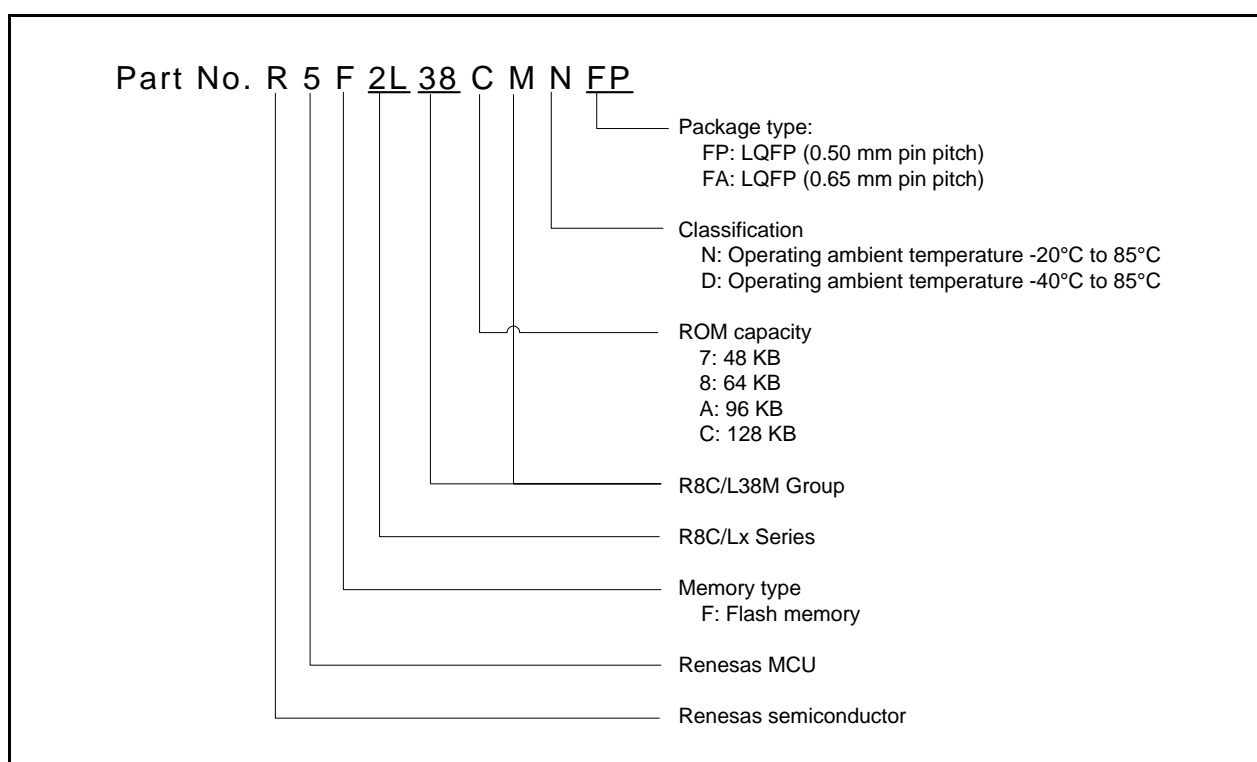 Part No. R 5 F 2L 38 C M N FP
Package type:
FP: LQFP (0.50 mm pin pitch)
FA: LQFP (0.65 mm pin pitch)
Classification
N: Operating ambient temperature -20°C to 85°C
D: Operating ambient temperature -40°C to 85°C
ROM capacity
7: 48 KB
8: 64 KB
A: 96 KB
C: 128 KB
R8C/L38M Group
R8C/Lx Series
Memory type
F: Flash memory
Renesas MCU
Renesas semiconductor